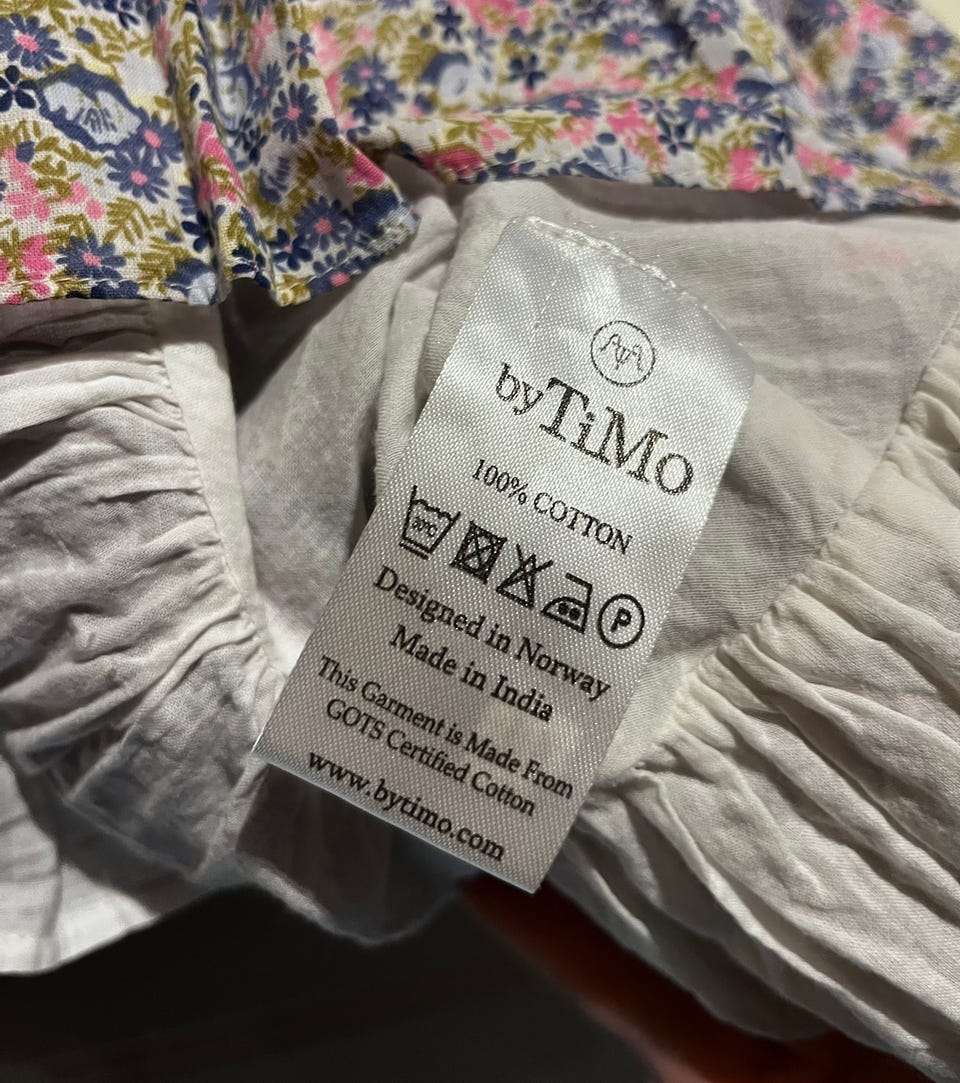 byTiMo
100% COTTON
30°C
P
Designed in Norway
Made in India
This Garment is Made From
GOTS Certified Cotton
www.bytimo.com